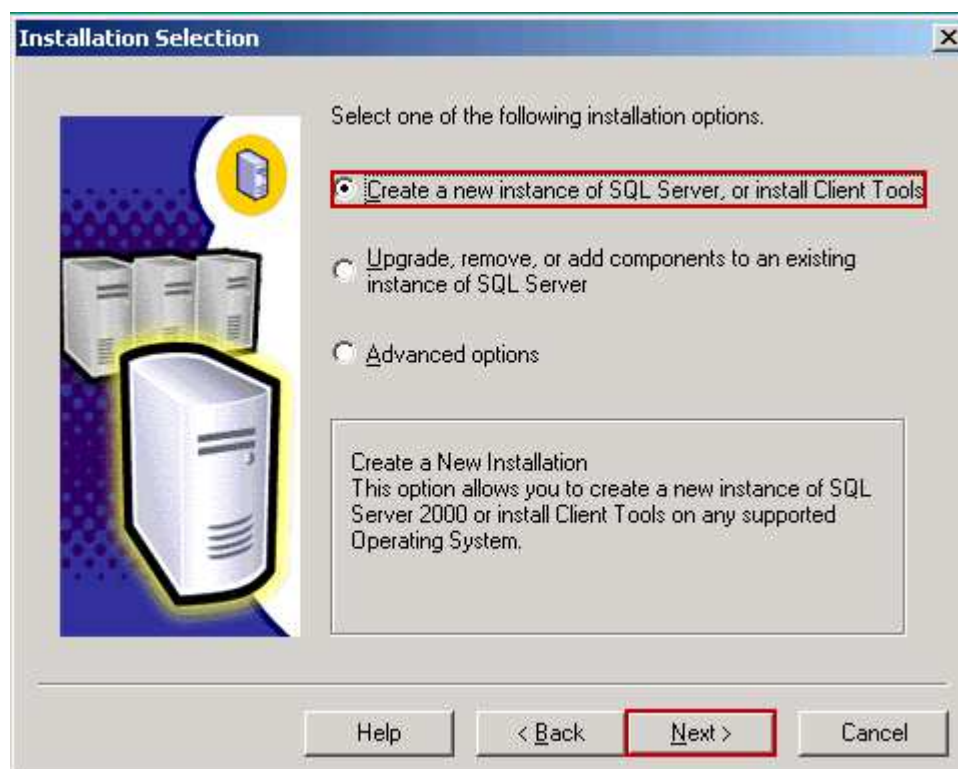 Installation Selection
Select one of the following installation options.
Create a new instance of SQL Server, or install Client Tools
Upgrade, remove, or add components to an existing
instance of SQL Server
Advanced options
Create a New Installation
This option allows you to create a new instance of SQL
Server 2000 or install Client Tools on any supported
Operating System.
Help
< Back
Next >
Cancel